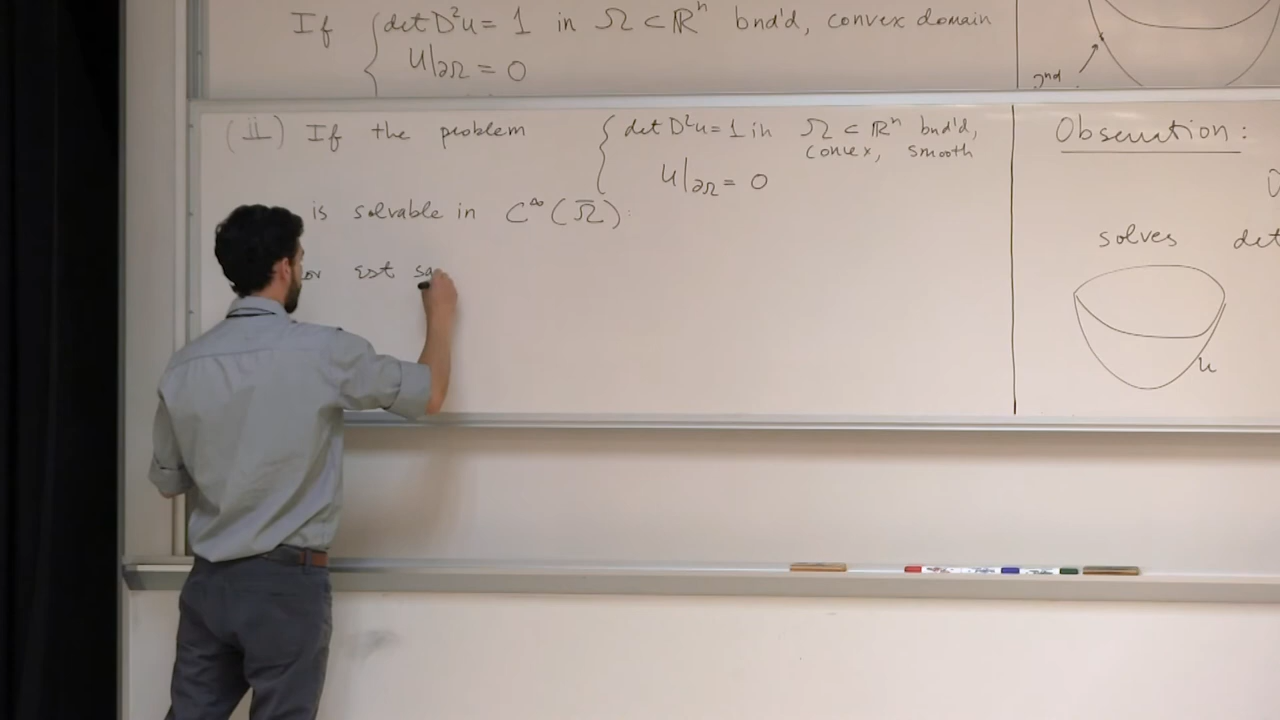 If { det D²u = 1 in Ω ⊂ ℝⁿ bnd'd, convex domain
u|∂Ω = 0
2nd
(II) If the problem { det D²u = 1 in Ω ⊂ ℝⁿ bnd'd,
convex, smooth
u|∂Ω = 0
is solvable in C^∞(Ω̄):
Est
Observation:
solves det
u